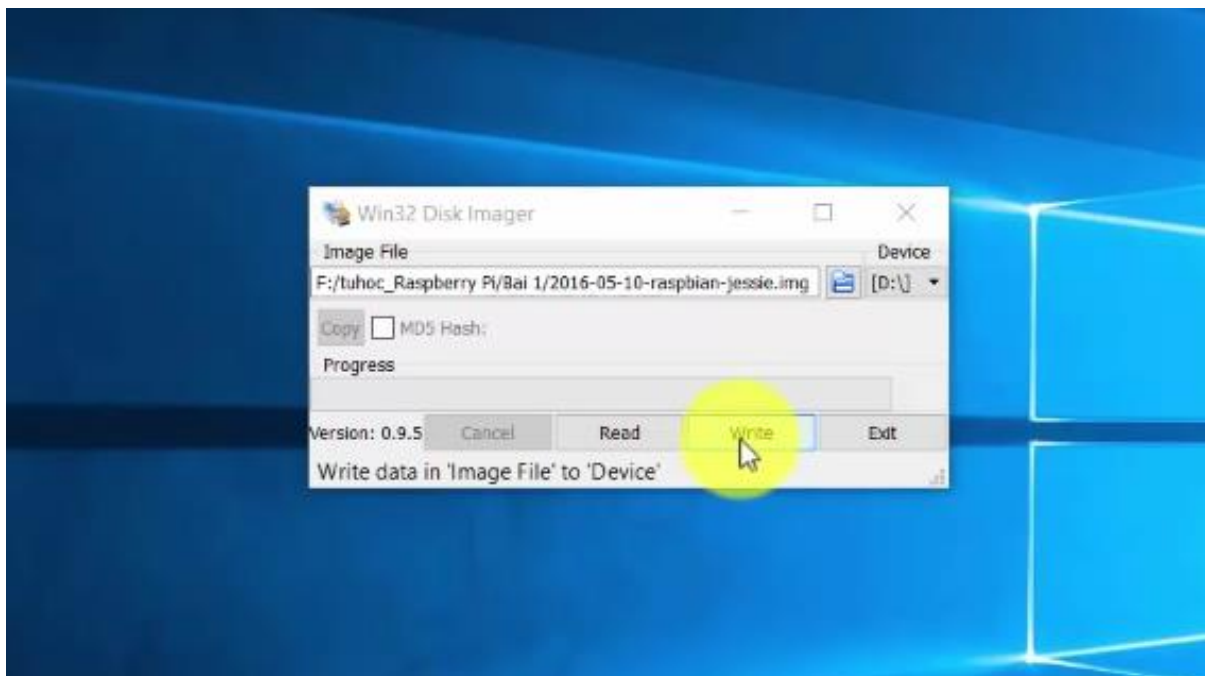 Win32 Disk Imager
Image File
Device
F:/tuhoc_Raspberry Pi/Bai 1/2016-05-10-raspbian-jessie.img
[D:\]
Copy
MD5 Hash:
Progress
Version: 0.9.5
Cancel
Read
Write
Exit
Write data in 'Image File' to 'Device'